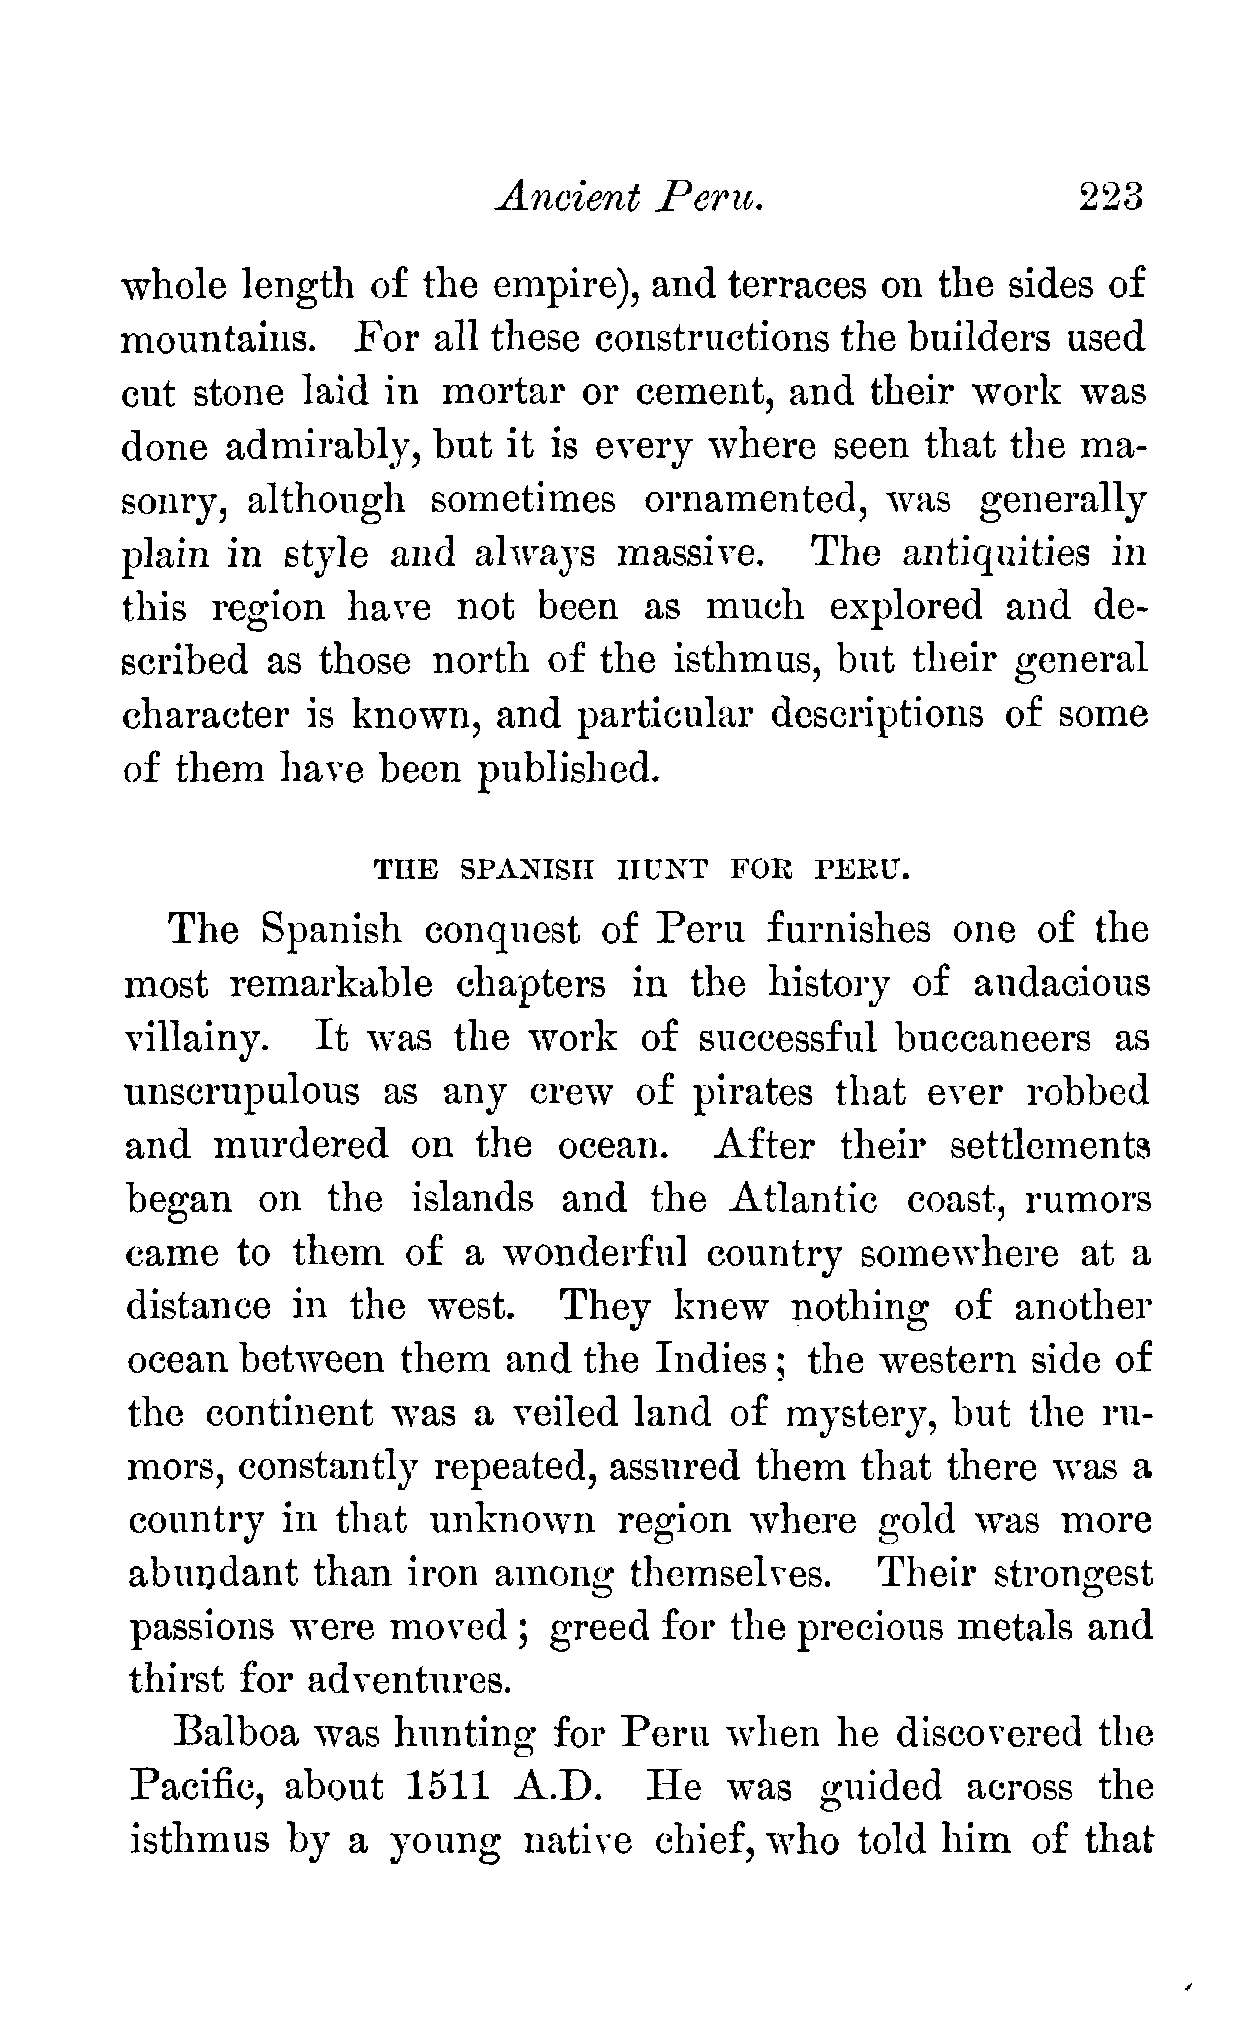 Ancient Peru. 223
whole length of the empire), and terraces on the sides of
mountains. For all these constructions the builders used
cut stone laid in mortar or cement, and their work was
done admirably, but it is every where seen that the ma-
sonry, although sometimes ornamented, was generally
plain in style and always massive. The antiquities in
this region have not been as much explored and de-
scribed as those north of the isthmus, but their general
character is known, and particular descriptions of some
of them have been published.
THE SPANISH HUNT FOR PERU.
The Spanish conquest of Peru furnishes one of the
most remarkable chapters in the history of audacious
villainy. It was the work of successful buccaneers as
unscrupulous as any crew of pirates that ever robbed
and murdered on the ocean. After their settlements
began on the islands and the Atlantic coast, rumors
came to them of a wonderful country somewhere at a
distance in the west. They knew nothing of another
ocean between them and the Indies; the western side of
the continent was a veiled land of mystery, but the ru-
mors, constantly repeated, assured them that there was a
country in that unknown region where gold was more
abundant than iron among themselves. Their strongest
passions were moved; greed for the precious metals and
thirst for adventures.
Balboa was hunting for Peru when he discovered the
Pacific, about 1511 A.D. He was guided across the
isthmus by a young native chief, who told him of that